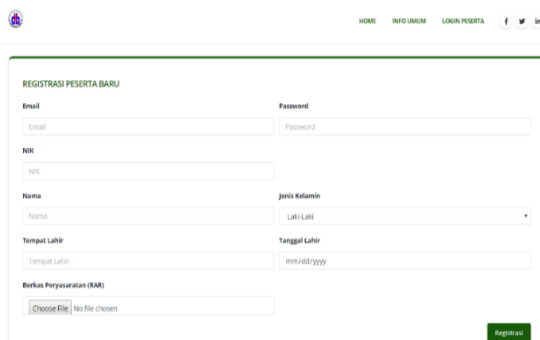 HOME INFO UMUM LOGIN PESERTA
REGISTRASI PESERTA BARU
Email Password
Email Password
NIK
NIK
Nama Jenis Kelamin
Nama Laki-Laki
Tempat Lahir Tanggal Lahir
Tempat Lahir mm/dd/yyyy
Berkas Peryasaratan (RAR)
Choose File No file chosen
Registrasi